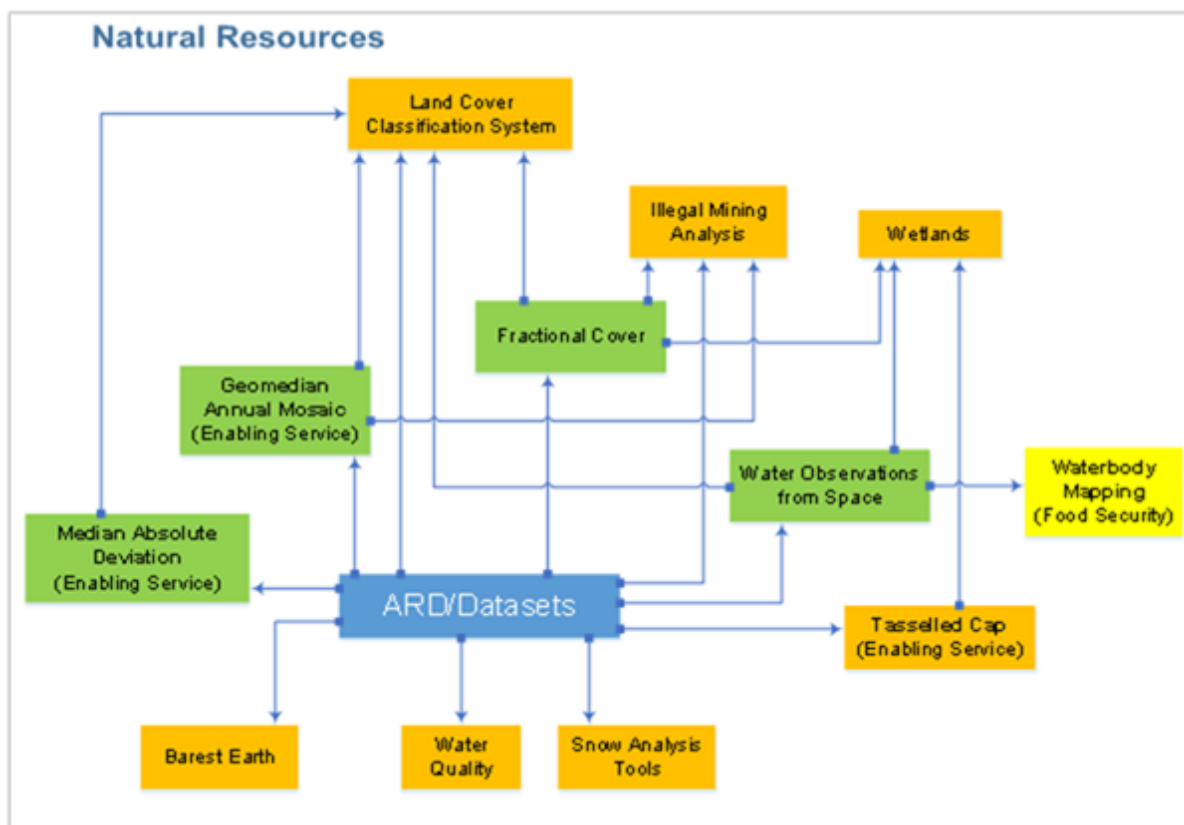 Natural Resources
Land Cover
Classification System
Illegal Mining
Analysis
Wetlands
Fractional Cover
Geomedian
Annual Mosaic
(Enabling Service)
Water Observations
from Space
Waterbody
Mapping
(Food Security)
Median Absolute
Deviation
(Enabling Service)
ARD/Datasets
Tasselled Cap
(Enabling Service)
Barest Earth
Water
Quality
Snow Analysis
Tools